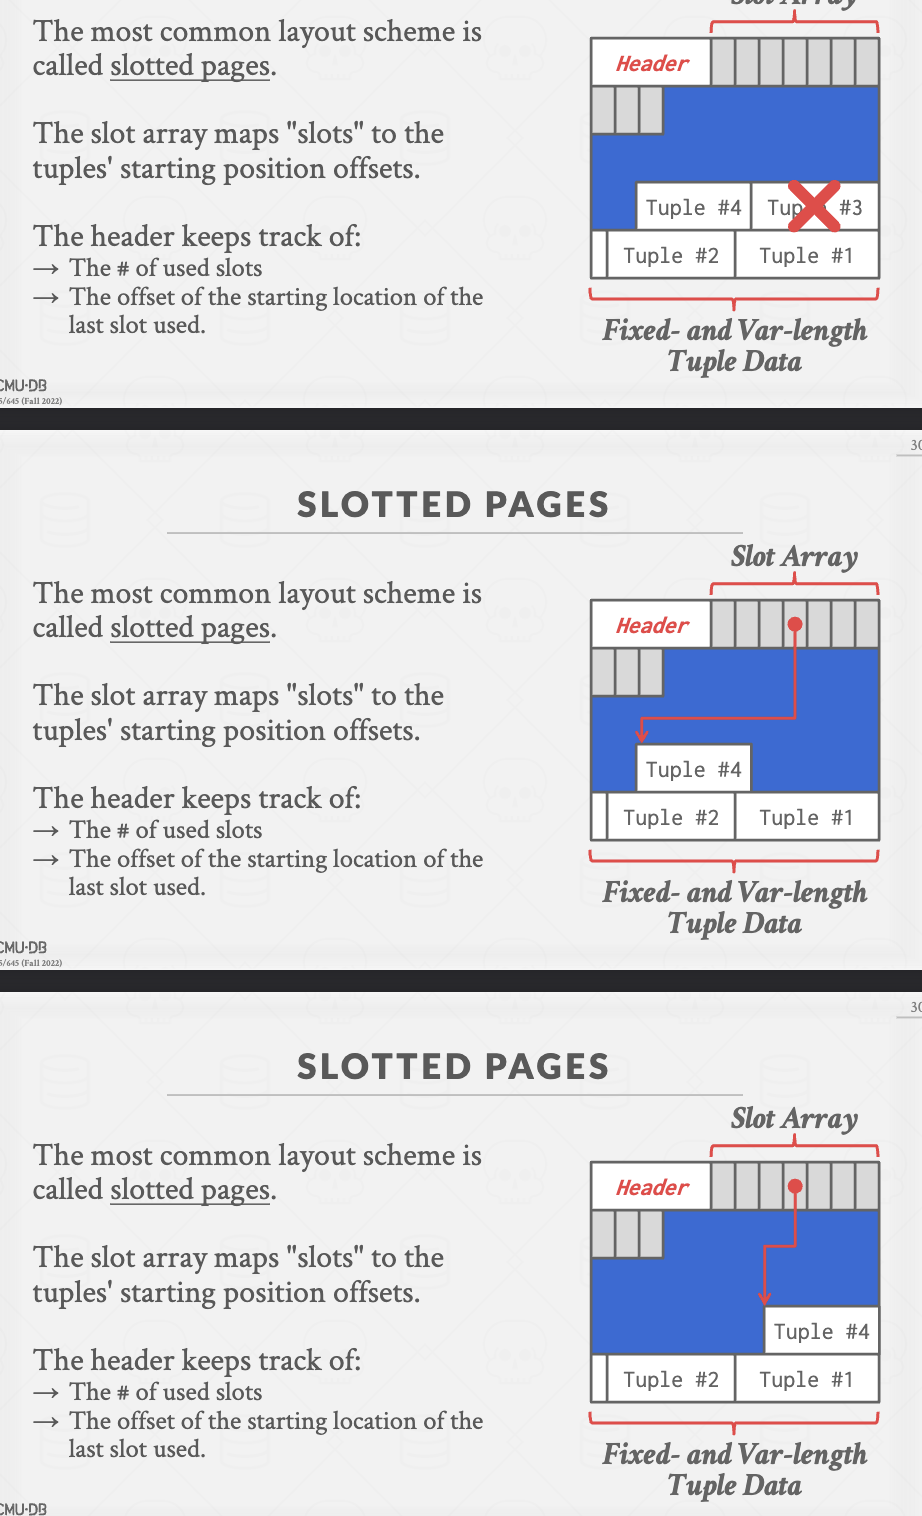 Slot Array
The most common layout scheme is
called slotted pages.
The slot array maps "slots" to the
tuples' starting position offsets.
The header keeps track of:
→ The # of used slots
→ The offset of the starting location of the
last slot used.
Header
Tuple #4
#3
Tuple #2
Tuple #1
Fixed- and Var-length
Tuple Data
CMU·DB
5/645 (Fall 2022)
30
SLOTTED PAGES
The most common layout scheme is
called slotted pages.
The slot array maps "slots" to the
tuples' starting position offsets.
The header keeps track of:
→ The # of used slots
→ The offset of the starting location of the
last slot used.
Slot Array
Header
Tuple #4
Tuple #2
Tuple #1
Fixed- and Var-length
Tuple Data
CMU·DB
5/645 (Fall 2022)
30
SLOTTED PAGES
The most common layout scheme is
called slotted pages.
The slot array maps "slots" to the
tuples' starting position offsets.
The header keeps track of:
→ The # of used slots
→ The offset of the starting location of the
last slot used.
Slot Array
Header
Tuple #4
Tuple #2
Tuple #1
Fixed- and Var-length
Tuple Data
CMU·DB